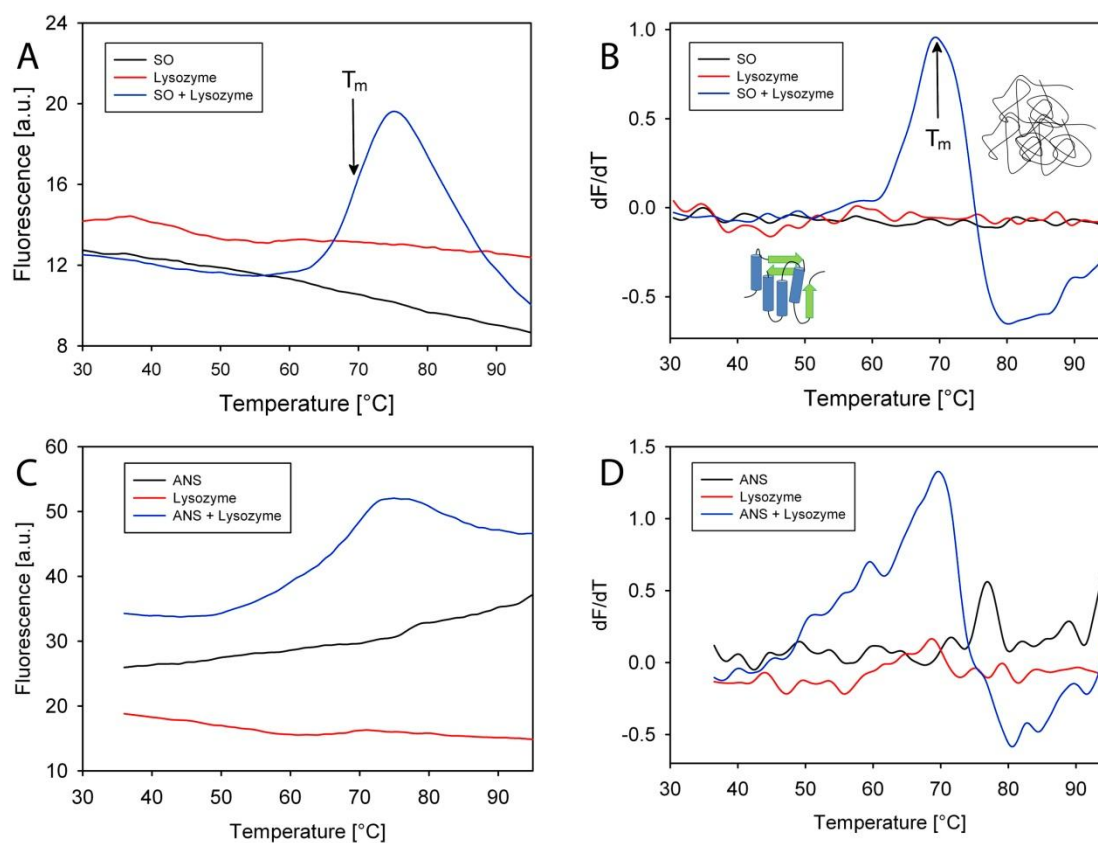 A
24
20
16
12
8
Fluorescence [a.u.]
SO
Lysozyme
SO + Lysozyme
Tm
30 40 50 60 70 80 90
Temperature [°C]
B
1.0
0.5
0.0
-0.5
dF/dT
SO
Lysozyme
SO + Lysozyme
Tm
30 40 50 60 70 80 90
Temperature [°C]
C
60
50
40
30
20
10
Fluorescence [a.u.]
ANS
Lysozyme
ANS + Lysozyme
30 40 50 60 70 80 90
Temperature [°C]
D
1.5
1.0
0.5
0.0
-0.5
dF/dT
ANS
Lysozyme
ANS + Lysozyme
30 40 50 60 70 80 90
Temperature [°C]